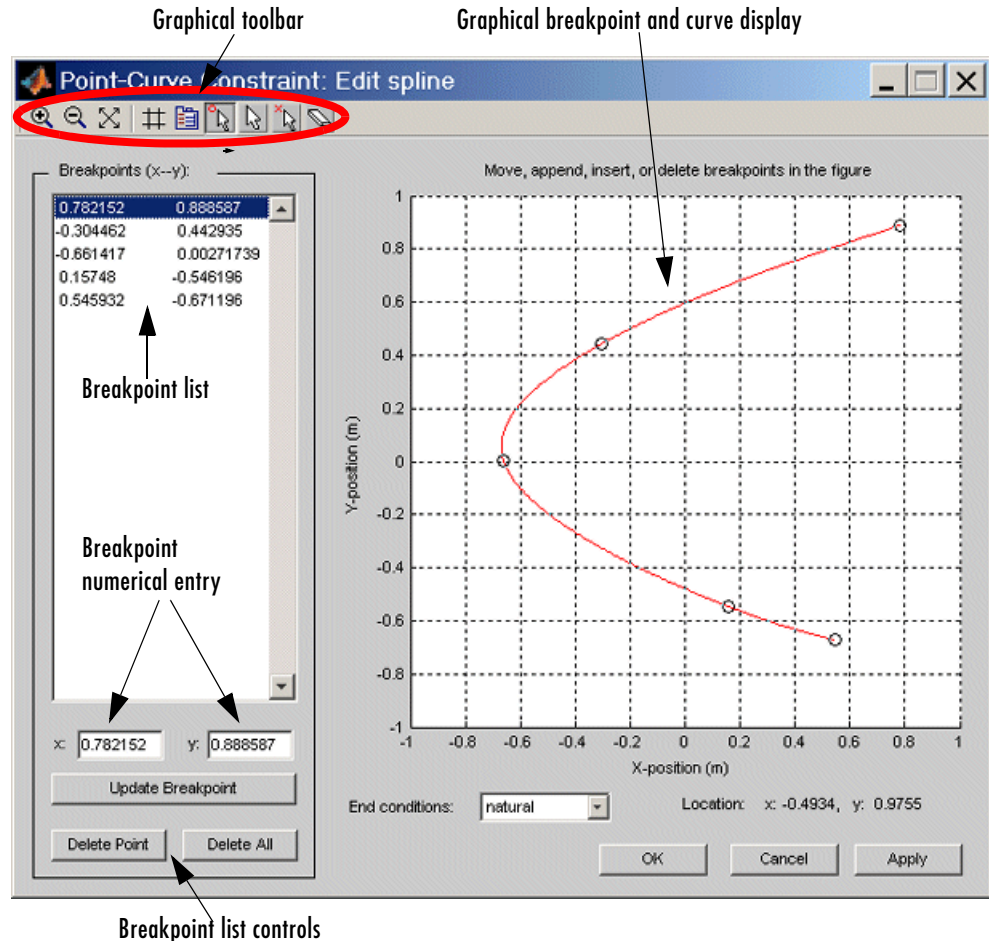 Graphical toolbar
Graphical breakpoint and curve display
Point-Curve Constraint: Edit spline
Breakpoints (x--y):
0.782152 0.888587
-0.304462 0.442935
-0.661417 0.00271739
0.15748 -0.546196
0.545932 -0.671196
Breakpoint list
Breakpoint
numerical entry
x: 0.782152 y: 0.888587
Update Breakpoint
Delete Point Delete All
Breakpoint list controls
Move, append, insert, or delete breakpoints in the figure
1
0.8
0.6
0.4
0.2
0
-0.2
-0.4
-0.6
-0.8
-1
Y-position (m)
-1 -0.8 -0.6 -0.4 -0.2 0 0.2 0.4 0.6 0.8 1
X-position (m)
End conditions: natural Location: x: -0.4934, y: 0.9755
OK Cancel Apply